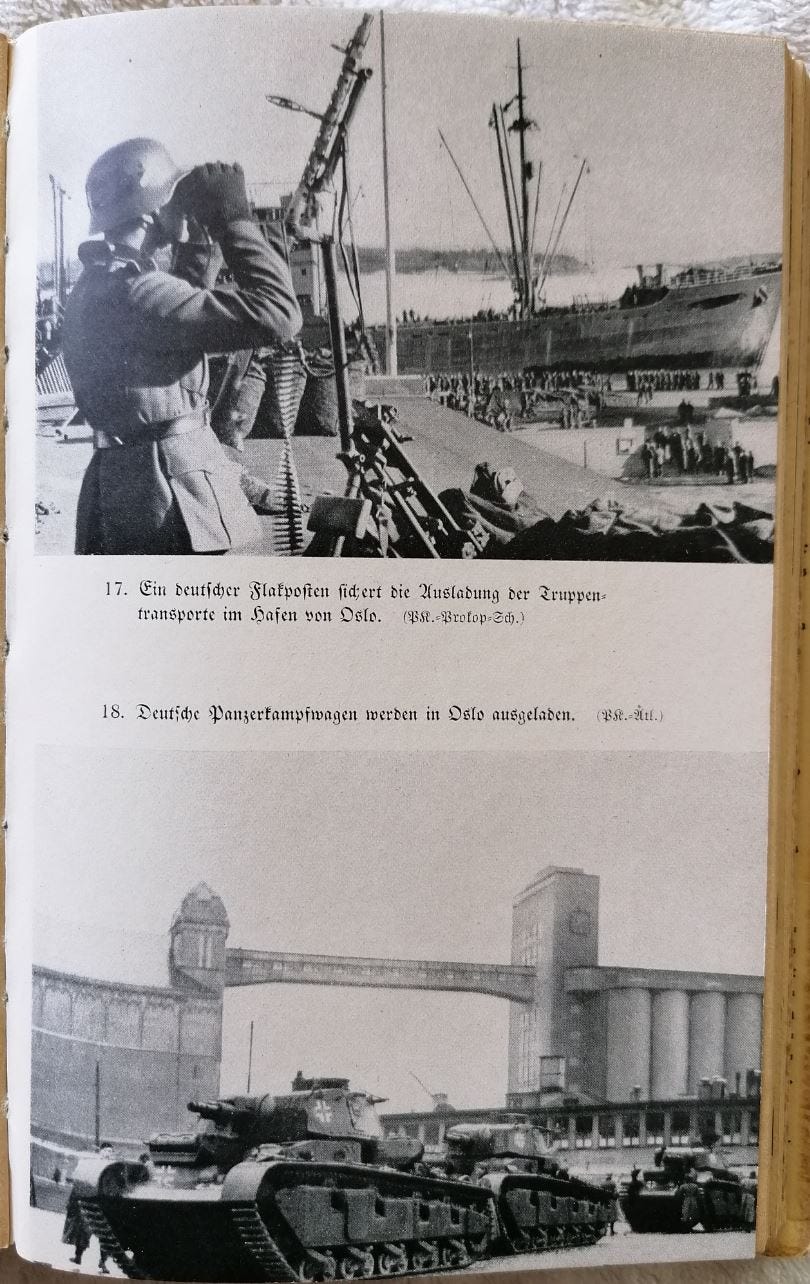 17. Ein deutscher Flakposten sichert die Ausladung der Truppen-
transporte im Hafen von Oslo. (PK.-Prokop-Sch.)
18. Deutsche Panzerkampfwagen werden in Oslo ausgeladen. (PK.-Atl.)